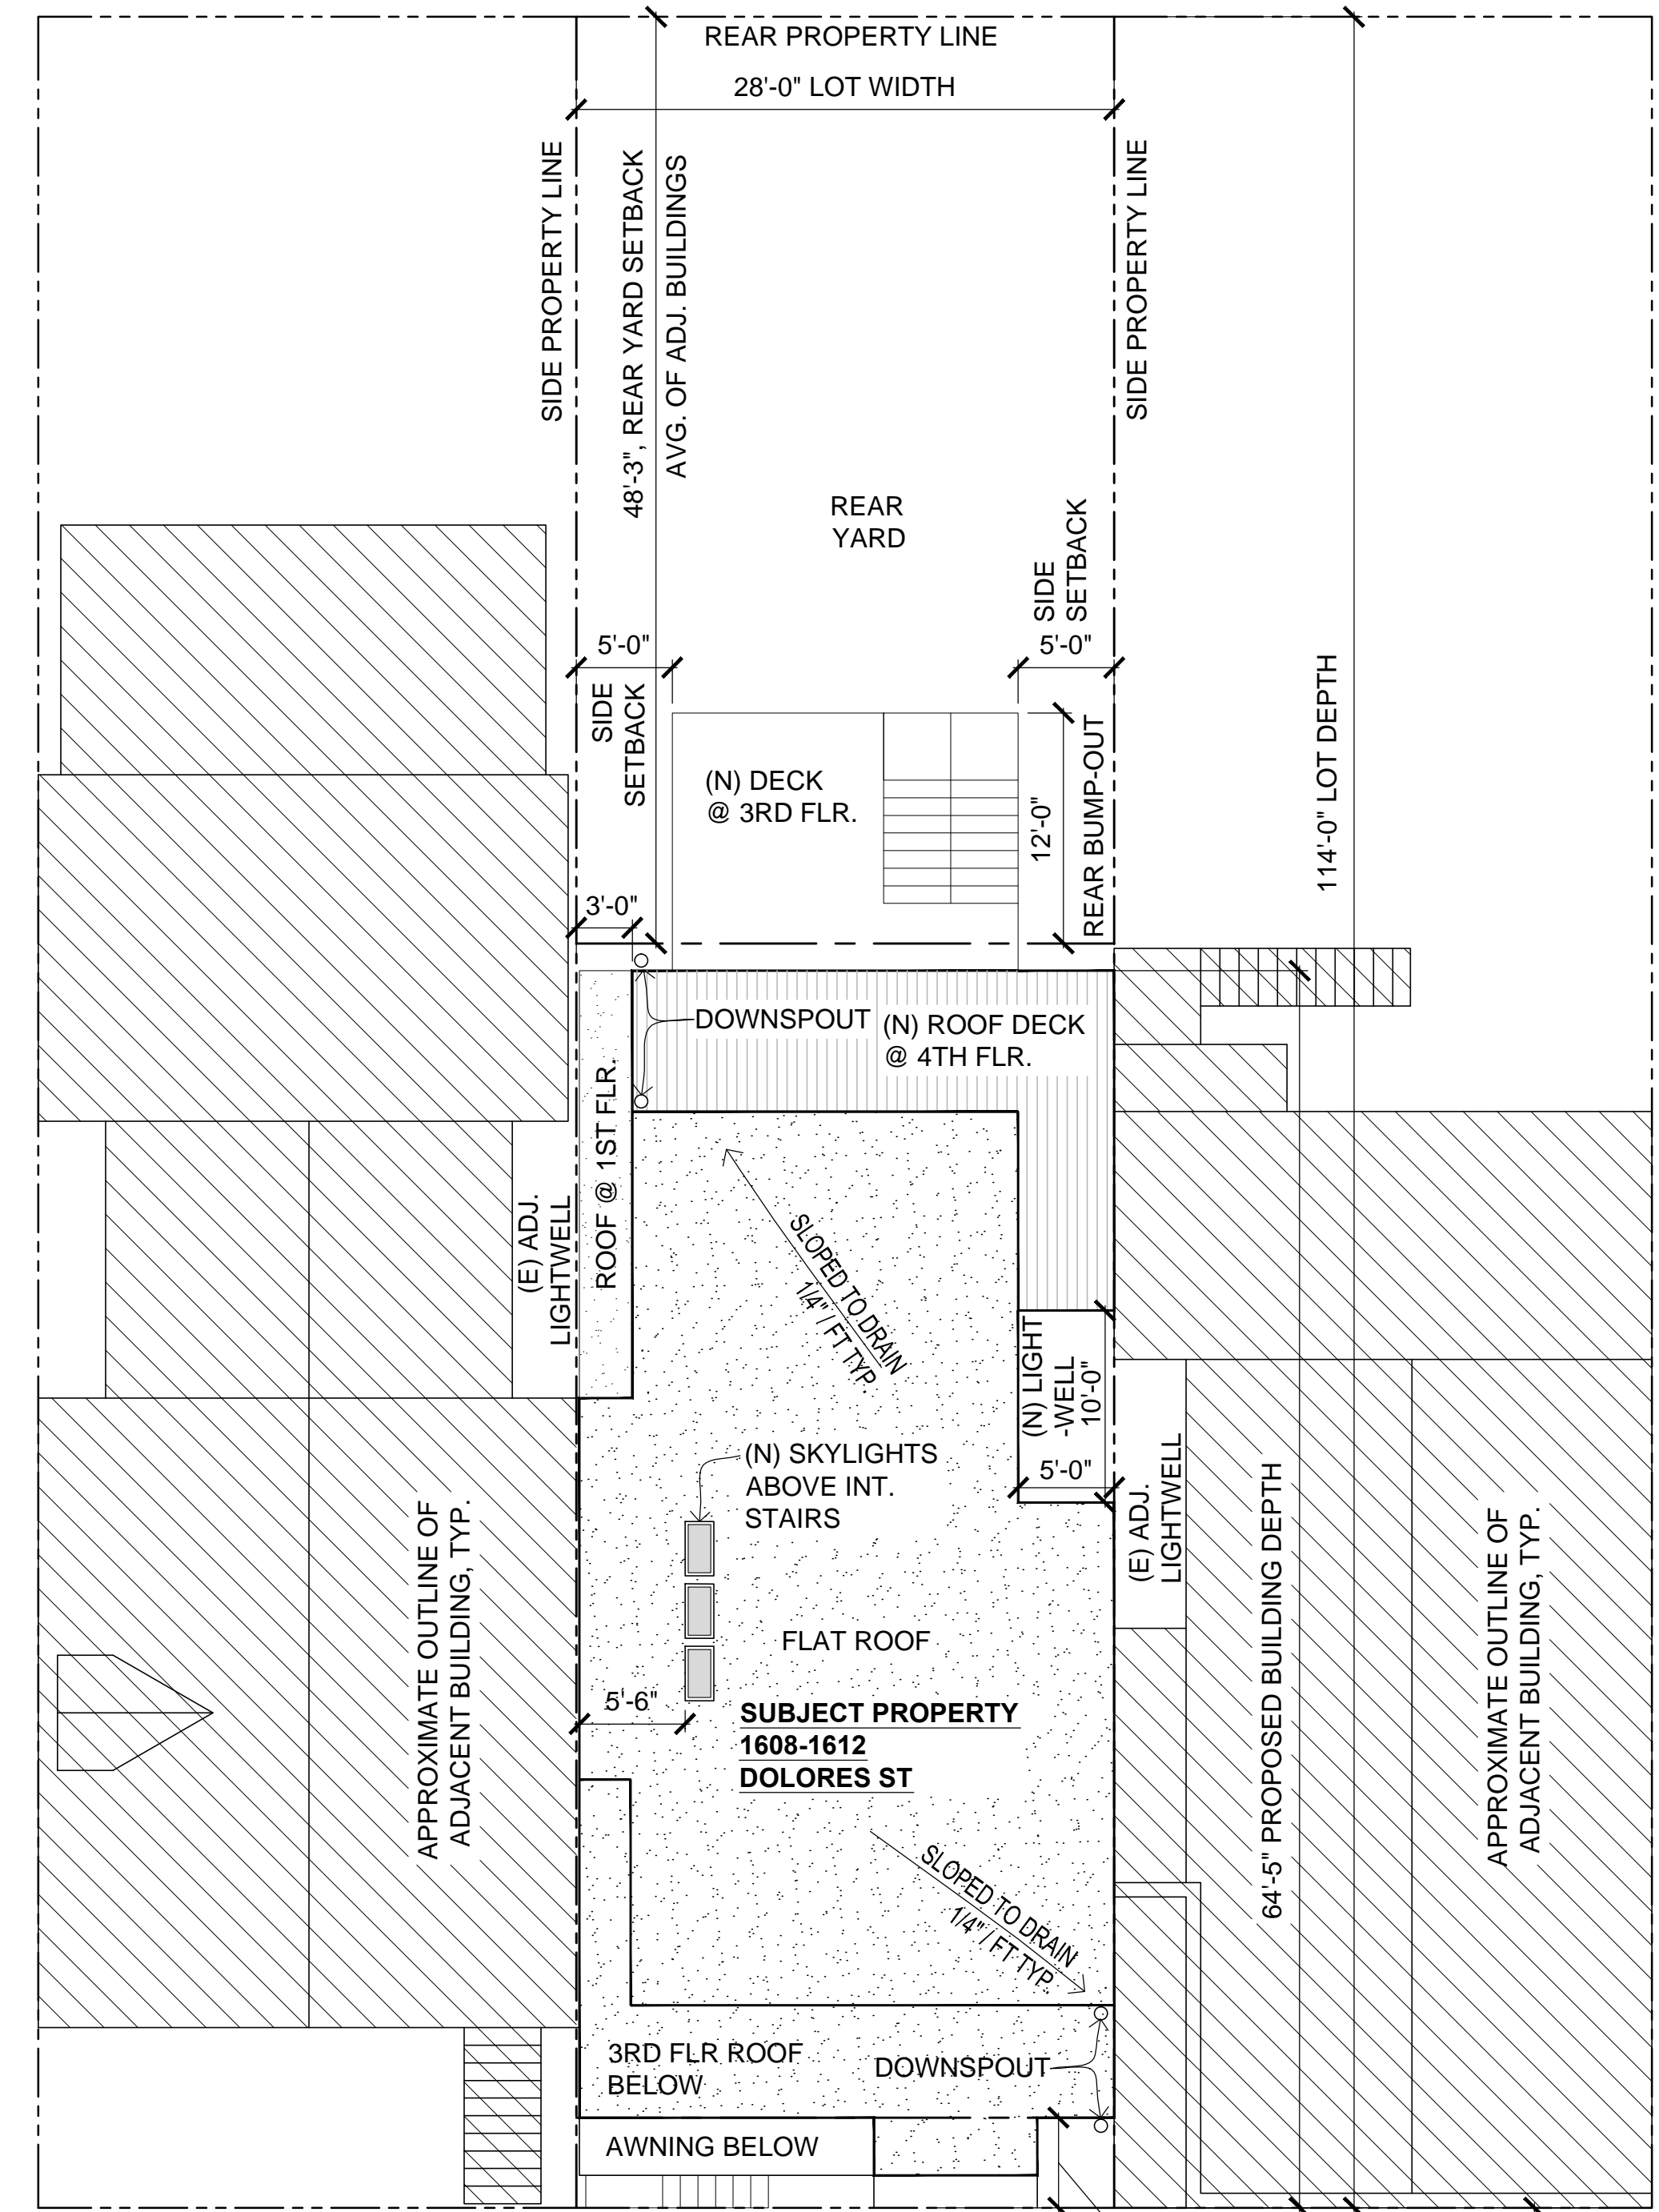 REAR PROPERTY LINE
28'-0" LOT WIDTH
SIDE PROPERTY LINE
48'-3", REAR YARD SETBACK
AVG. OF ADJ. BUILDINGS
SIDE PROPERTY LINE
REAR
YARD
SIDE
SETBACK
5'-0"
5'-0"
SIDE
SETBACK
(N) DECK
@ 3RD FLR.
12'-0"
REAR BUMP-OUT
114'-0" LOT DEPTH
3'-0"
DOWNSPOUT
(N) ROOF DECK
@ 4TH FLR.
ROOF @ 1ST FLR.
(E) ADJ.
LIGHTWELL
SLOPED TO DRAIN
1/4" / FT TYP.
(N) LIGHT
-WELL
10'-0"
5'-0"
(N) SKYLIGHTS
ABOVE INT.
STAIRS
(E) ADJ.
LIGHTWELL
APPROXIMATE OUTLINE OF
ADJACENT BUILDING, TYP.
FLAT ROOF
5'-6"
SUBJECT PROPERTY
1608-1612
DOLORES ST
64'-5" PROPOSED BUILDING DEPTH
APPROXIMATE OUTLINE OF
ADJACENT BUILDING, TYP.
SLOPED TO DRAIN
1/4" / FT TYP.
3RD FLR ROOF
BELOW
DOWNSPOUT
AWNING BELOW